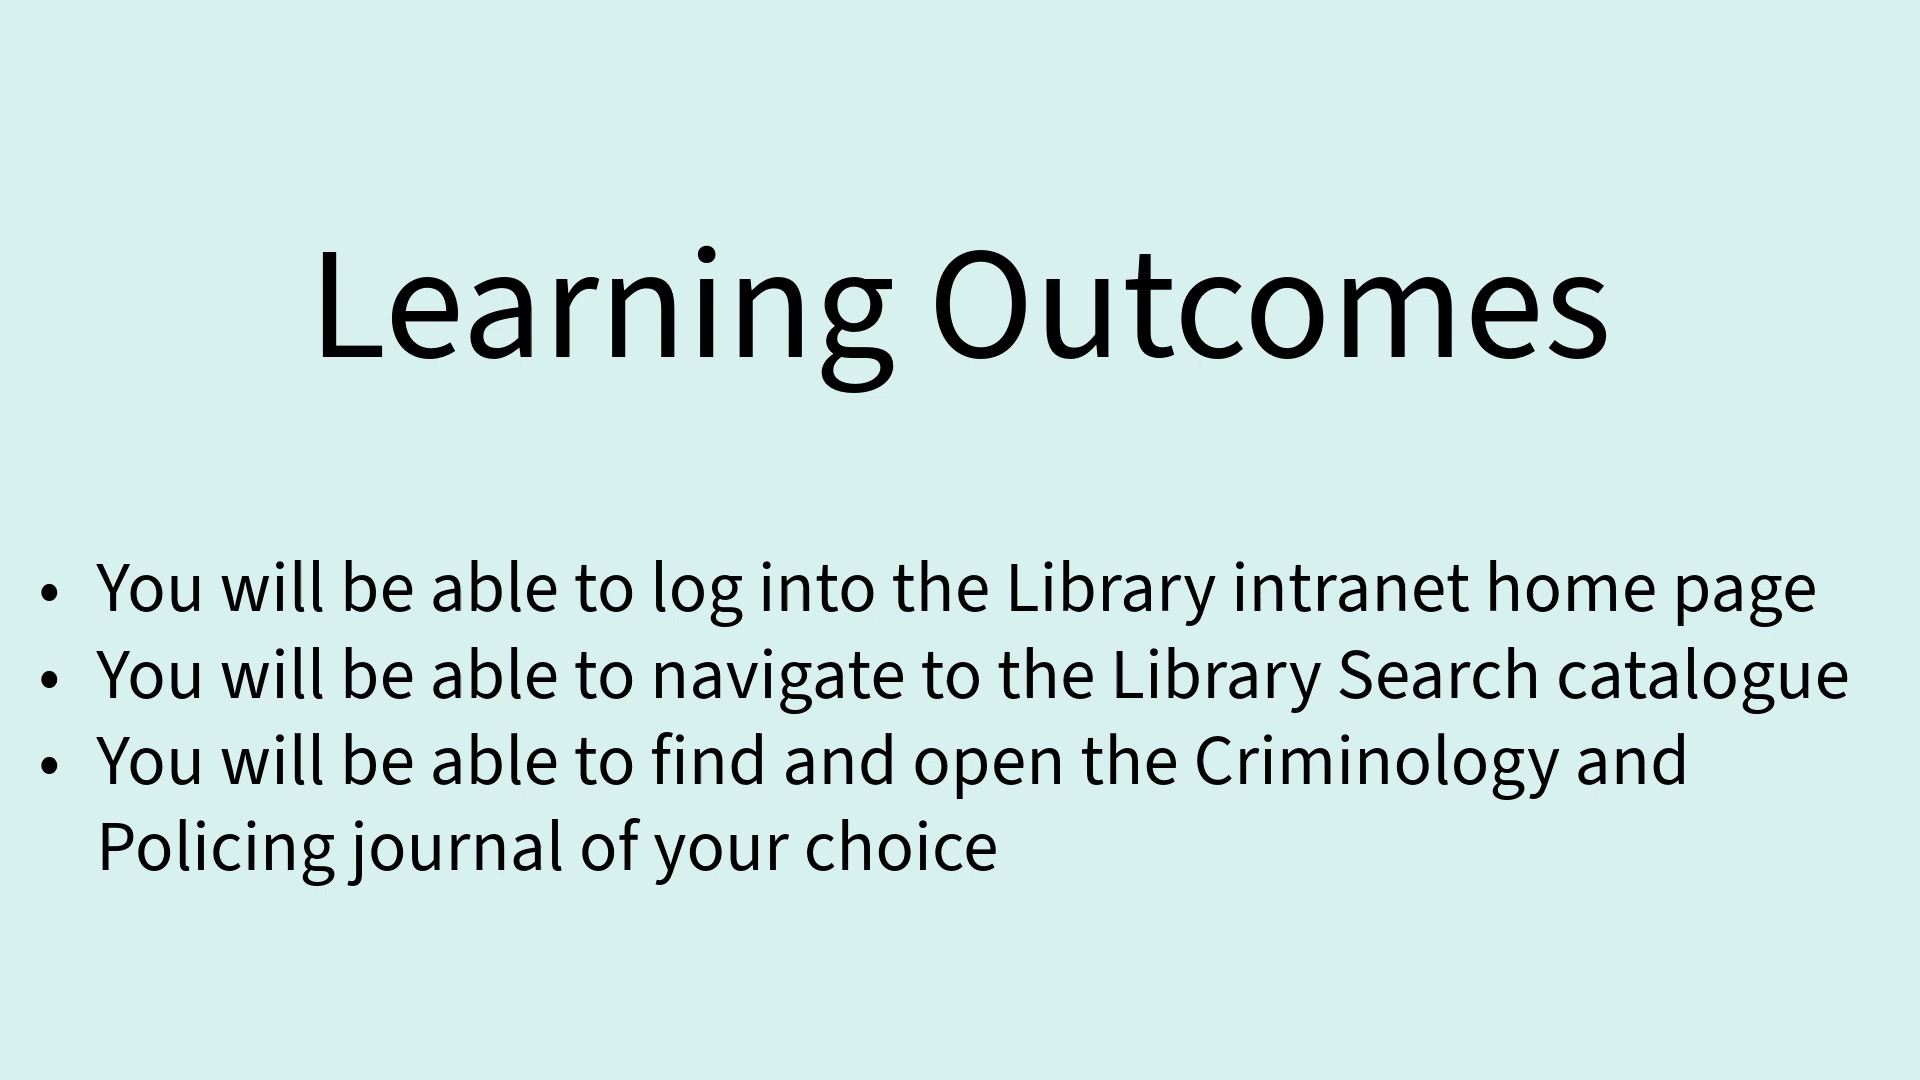 Learning Outcomes
• You will be able to log into the Library intranet home page
• You will be able to navigate to the Library Search catalogue
• You will be able to find and open the Criminology and
Policing journal of your choice